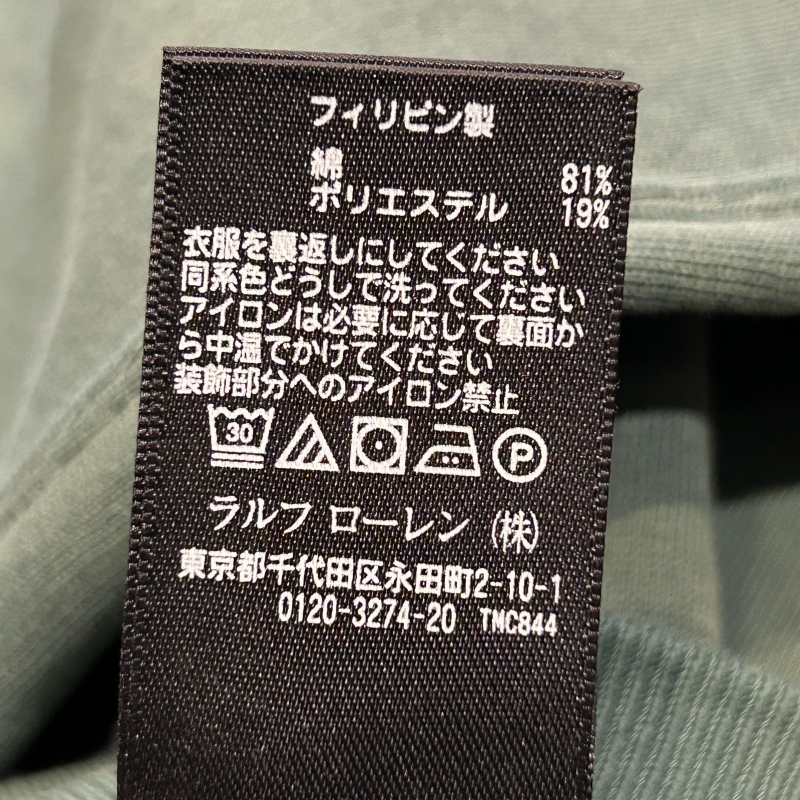 フィリピン製
綿 81%
ポリエステル 19%
衣服を裏返しにしてください
同系色どうしで洗ってください
アイロンは必要に応じて裏面か
ら中温でかけてください
装飾部分へのアイロン禁止
30 P
ラルフ ローレン (株)
東京都千代田区永田町2-10-1
0120-3274-20 TMC844